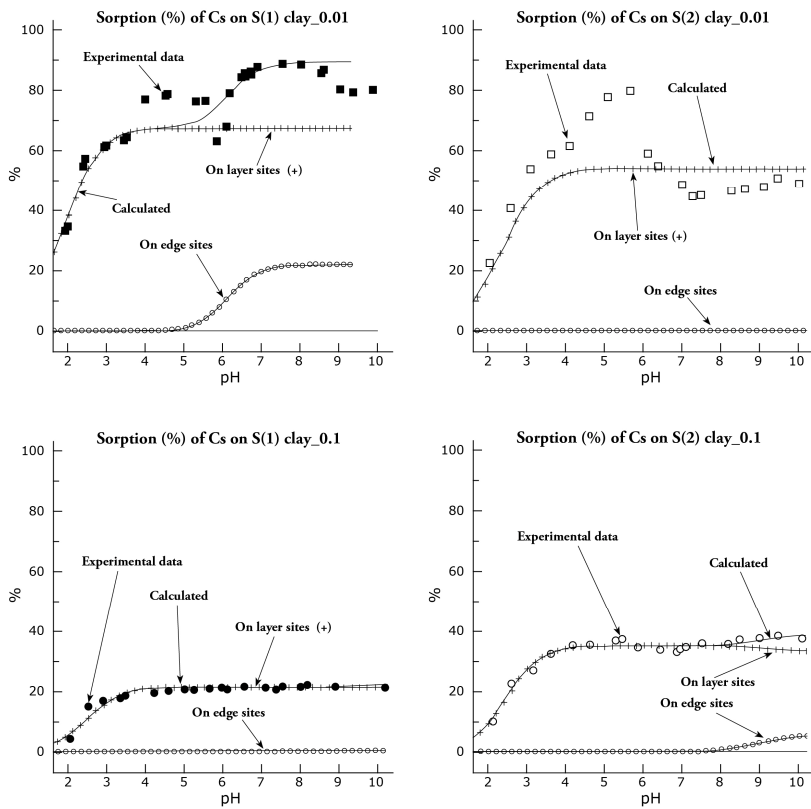 Sorption (%) of Cs on S(1) clay_0.01
100
80
60
40
20
0
%
Experimental data
On layer sites (+)
Calculated
On edge sites
2 3 4 5 6 7 8 9 10
pH
Sorption (%) of Cs on S(2) clay_0.01
100
80
60
40
20
0
%
Experimental data
Calculated
On layer sites (+)
On edge sites
2 3 4 5 6 7 8 9 10
pH
Sorption (%) of Cs on S(1) clay_0.1
100
80
60
40
20
0
%
Experimental data
Calculated
On layer sites (+)
On edge sites
2 3 4 5 6 7 8 9 10
pH
Sorption (%) of Cs on S(2) clay_0.1
100
80
60
40
20
0
%
Experimental data
Calculated
On layer sites
On edge sites
2 3 4 5 6 7 8 9 10
pH